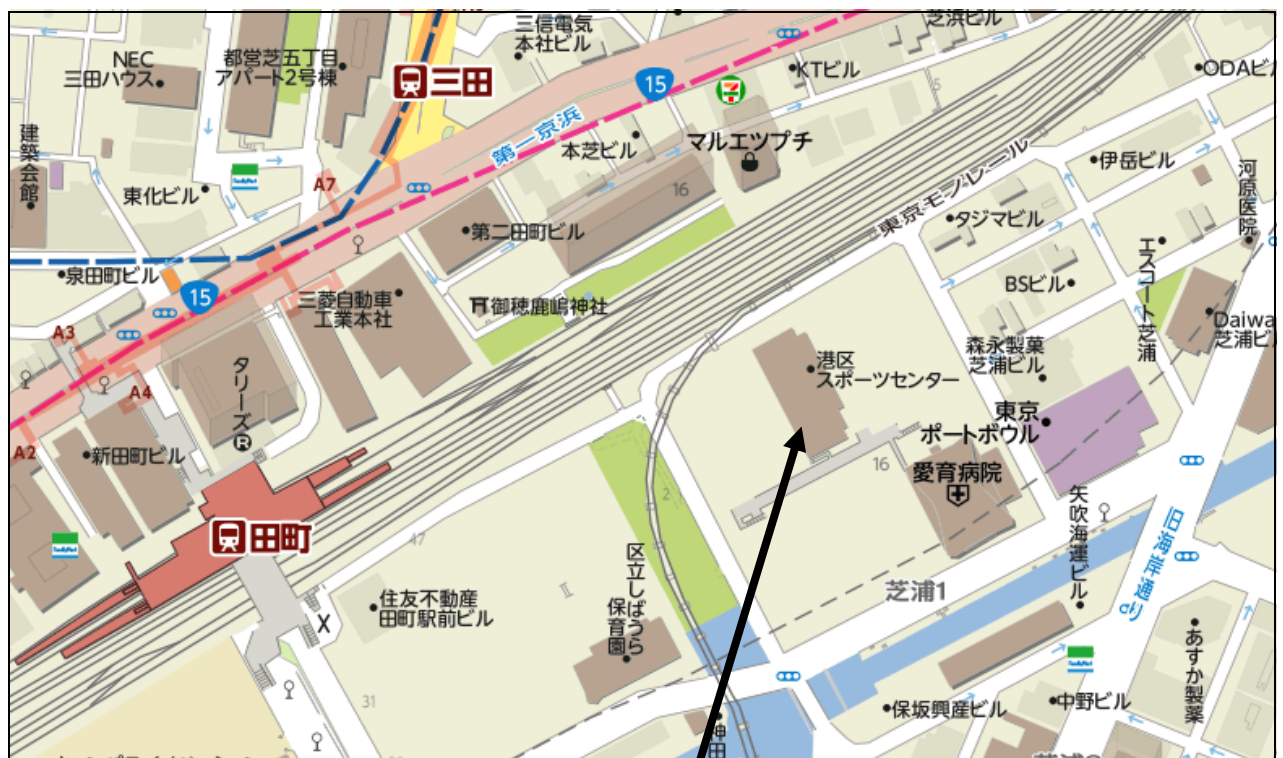 三信電気
本社ビル
芝浜ビル
NEC
三田ハウス
都営芝五丁目
アパート2号棟
三田
15
KTビル
ODAビル
5
建築会館
第一京浜
本芝ビル
マルエツプチ
伊岳ビル
東化ビル
FamilyMart
A7
16
東京モノレール
河原医院
第二田町ビル
タジマビル
泉田町ビル
15
三菱自動車
工業本社
御穂鹿嶋神社
BSビル
エスコート芝浦
Daiwa
芝浦ビ
A3
タリーズ
R
港区
スポーツセンター
森永製菓
芝浦ビル
A4
東京
ポートボウル
A2
新田町ビル
16
愛育病院
2
田町
FamilyMart
47
矢吹海運ビル
旧海岸通り
区立しばうら
保育園
住友不動産
田町駅前ビル
芝浦1
あすか製薬
FamilyMart
31
保坂興産ビル
中野ビル